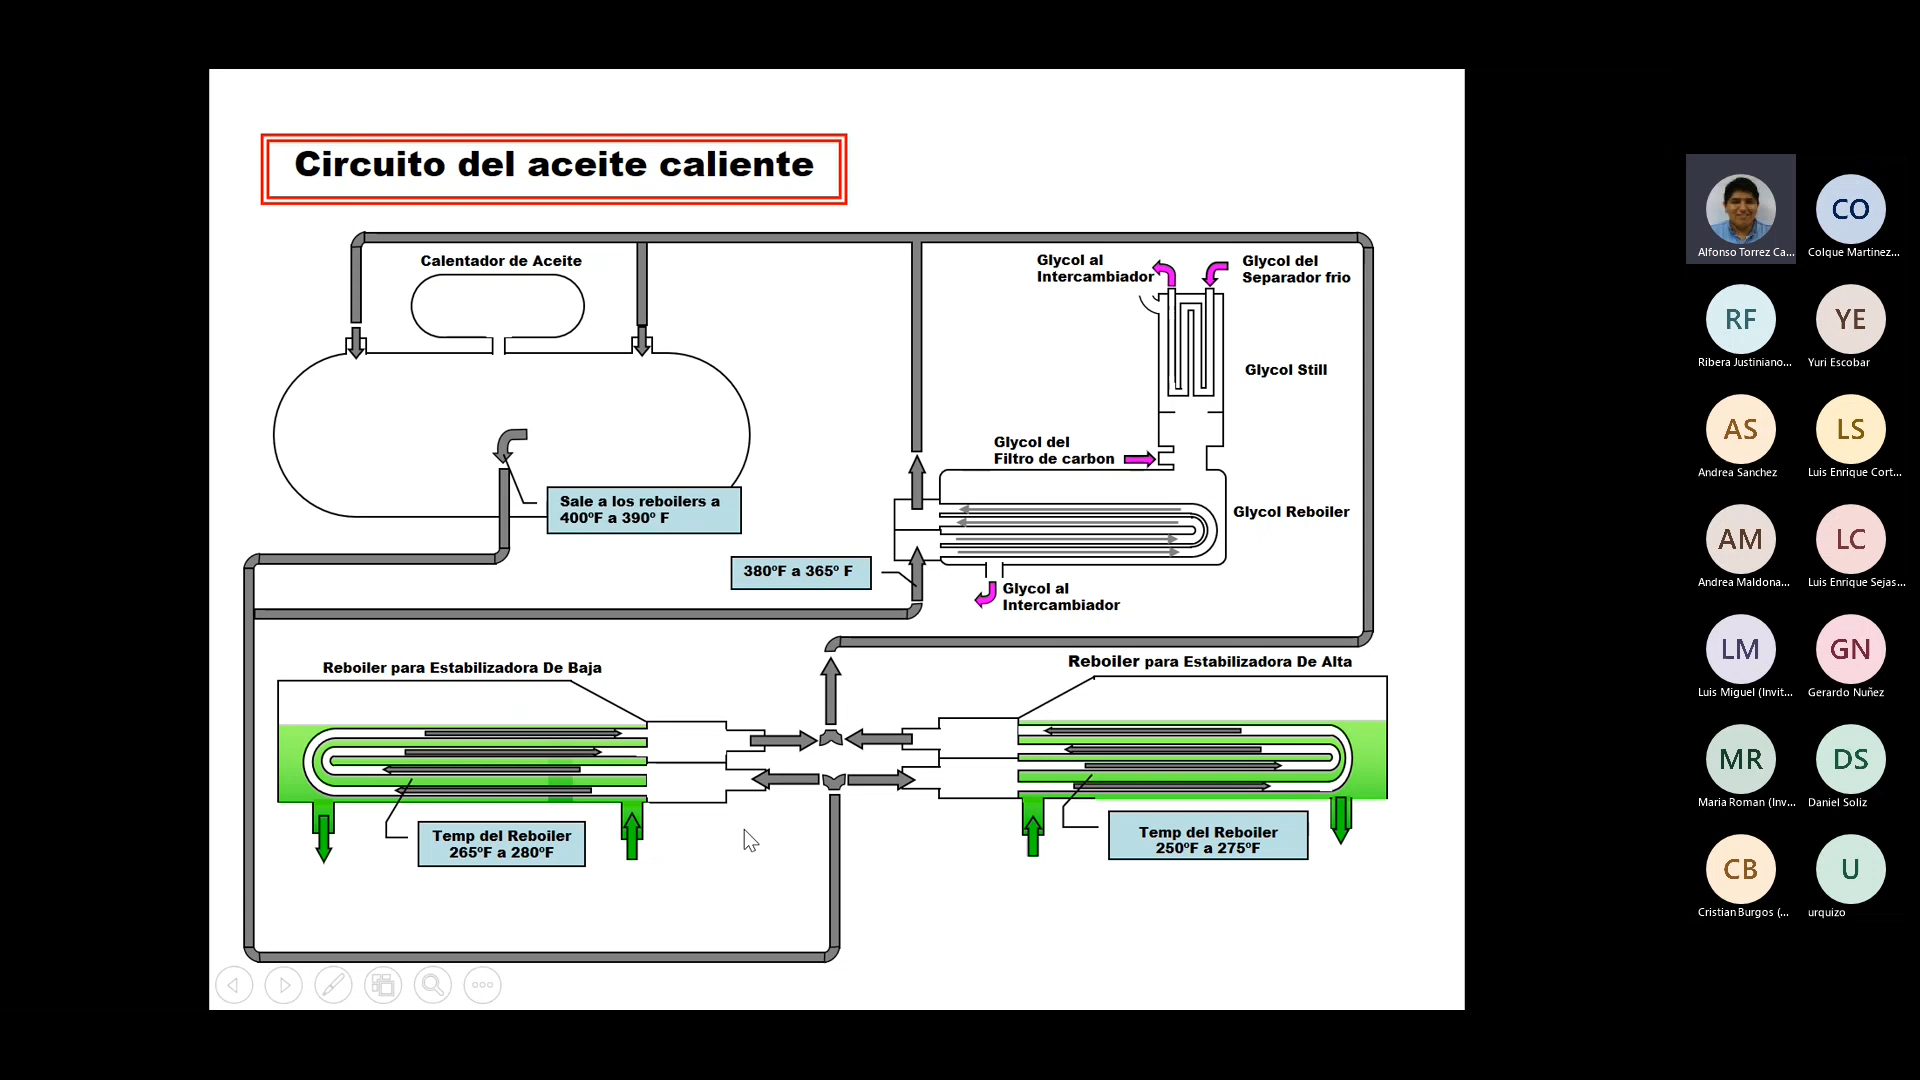 Circuito del aceite caliente
Calentador de Aceite
Glycol al
Intercambiador
Glycol del
Separador frio
Glycol Still
Glycol del
Filtro de carbon
Sale a los reboilers a
400ºF a 390º F
Glycol Reboiler
380ºF a 365º F
Glycol al
Intercambiador
Reboiler para Estabilizadora De Baja
Reboiler para Estabilizadora De Alta
Temp del Reboiler
265ºF a 280ºF
Temp del Reboiler
250ºF a 275ºF
Alfonso Torrez Ca...
CO
Colque Martinez...
RF
Ribera Justiniano...
YE
Yuri Escobar
AS
Andrea Sanchez
LS
Luis Enrique Cort...
AM
Andrea Maldona...
LC
Luis Enrique Sejas...
LM
Luis Miguel (Invit...
GN
Gerardo Nuñez
MR
Maria Roman (Inv...
DS
Daniel Soliz
CB
Cristian Burgos (...
U
urquizo